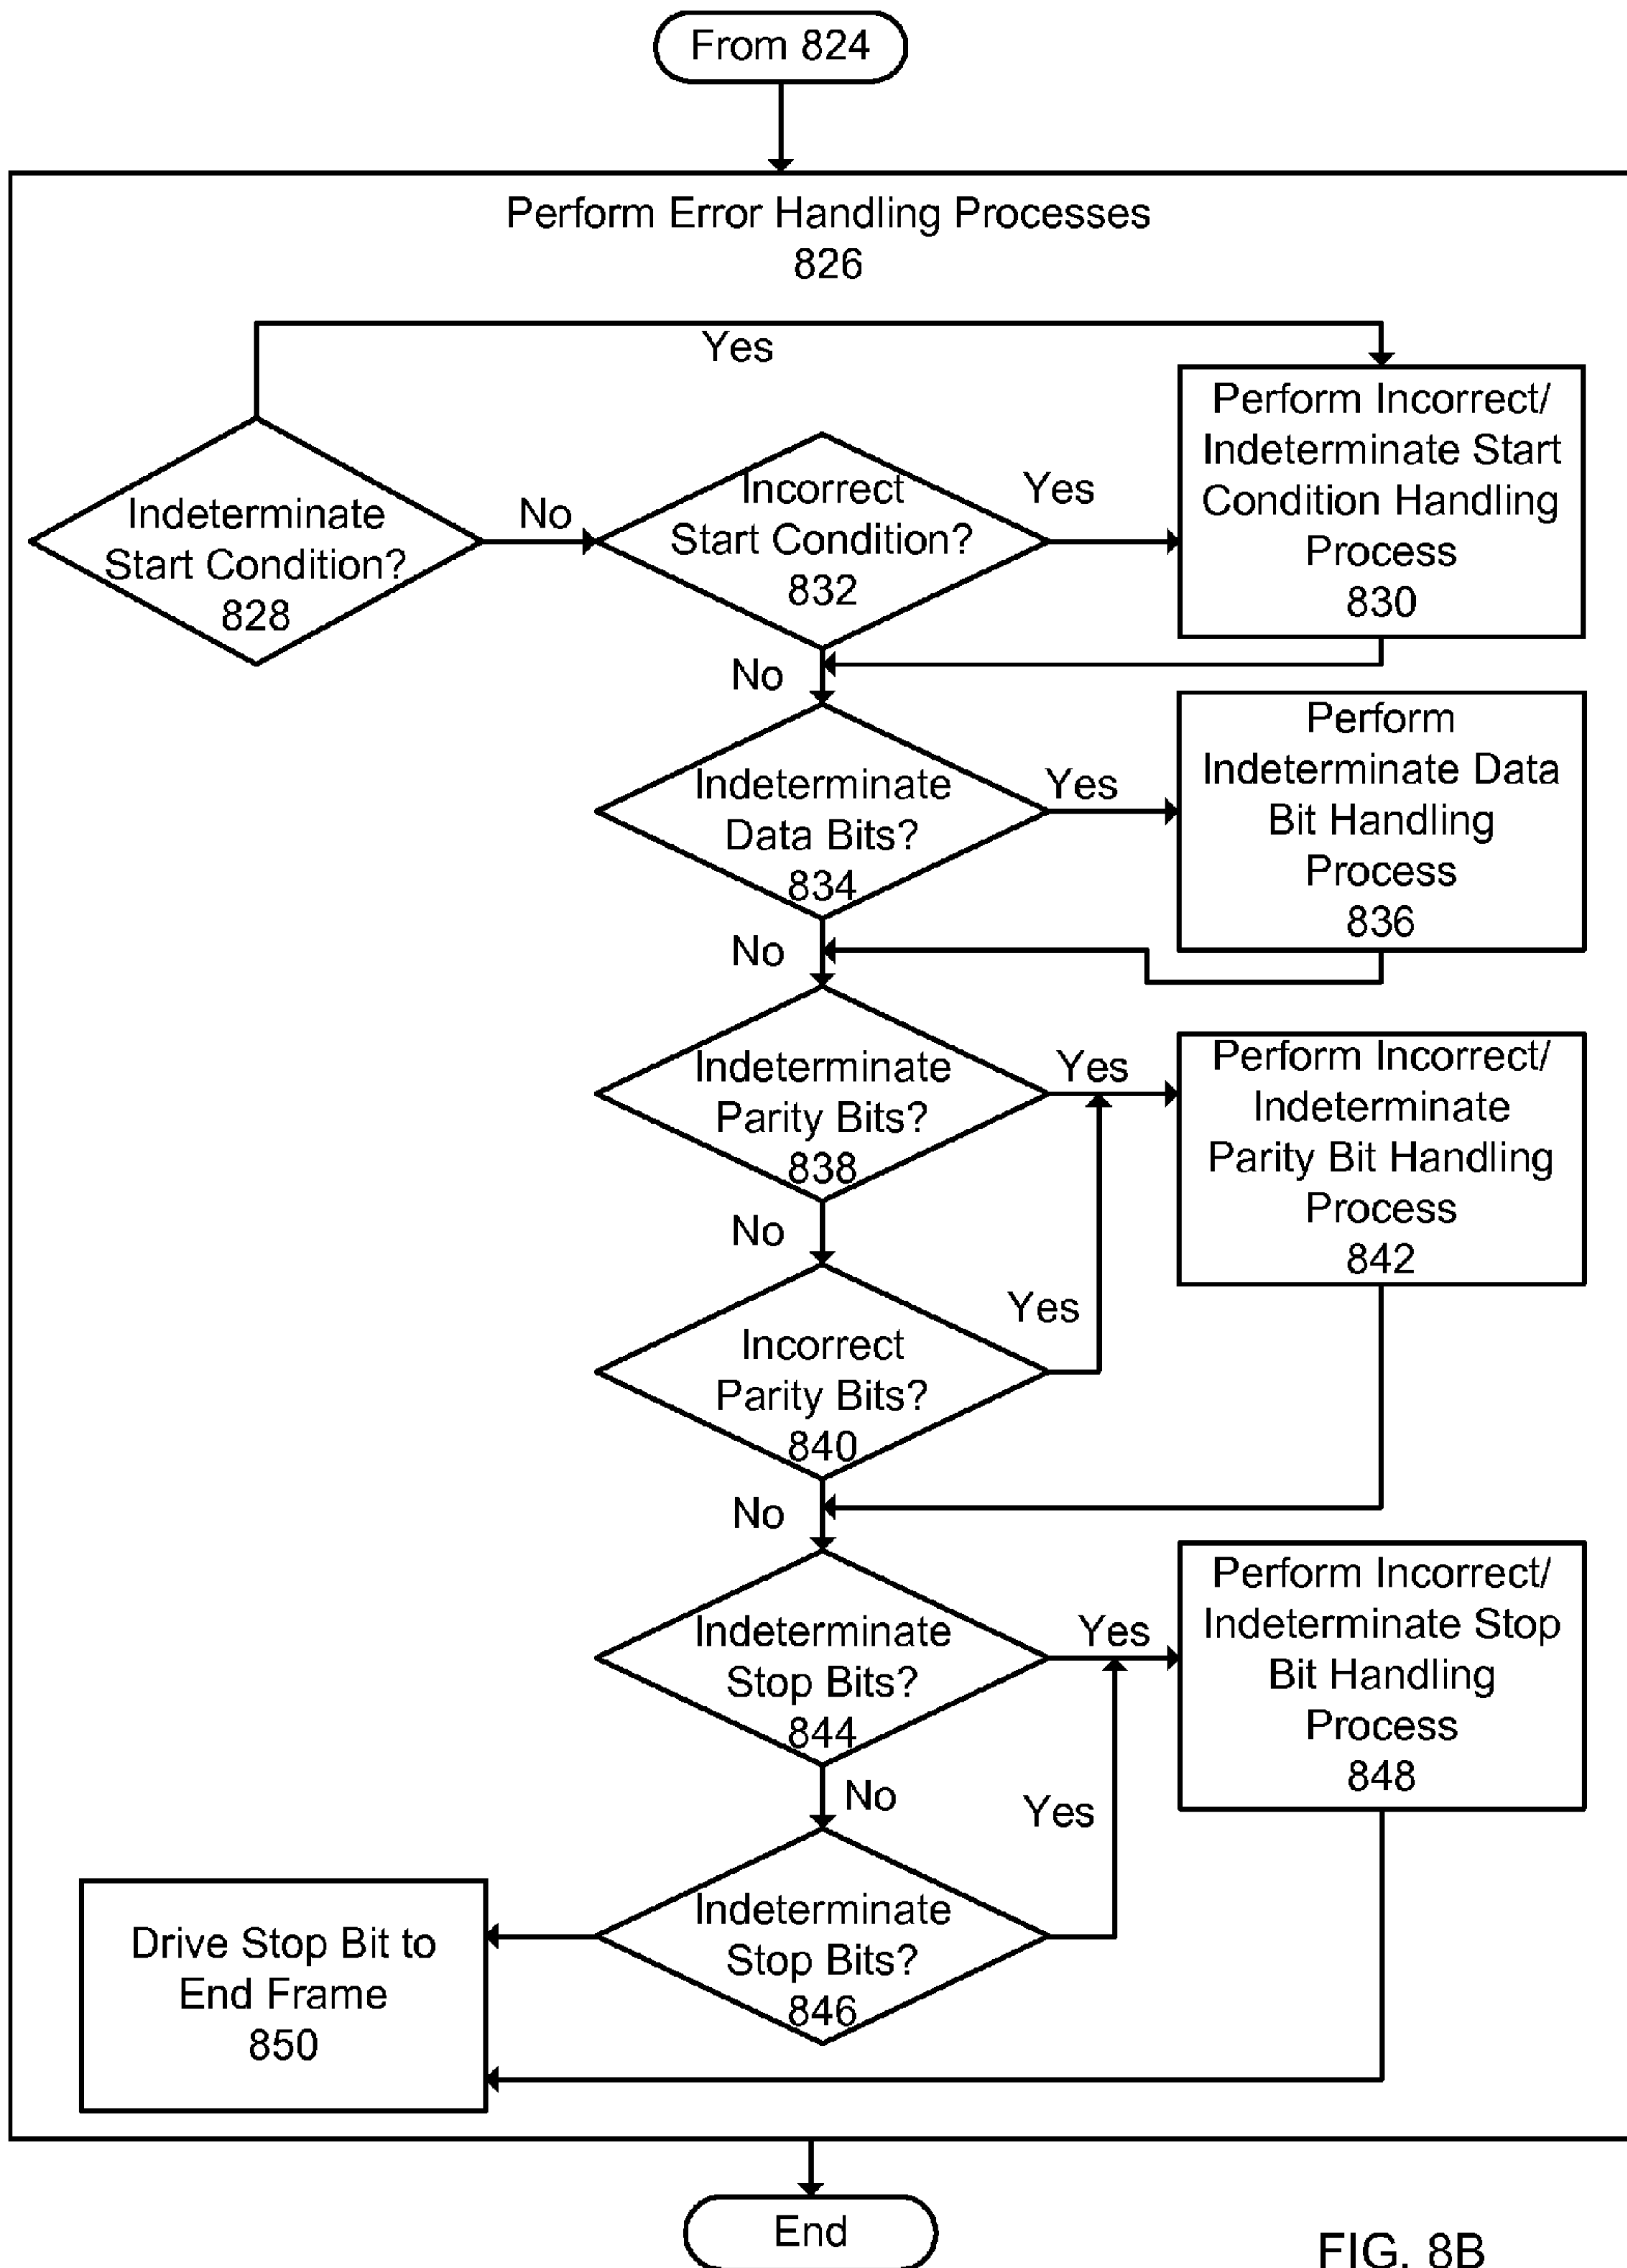 From 824
Perform Error Handling Processes
826
Yes
Indeterminate
Start Condition?
828
No
Incorrect
Start Condition?
832
Yes
Perform Incorrect/
Indeterminate Start
Condition Handling
Process
830
No
Indeterminate
Data Bits?
834
Yes
Perform
Indeterminate Data
Bit Handling
Process
836
No
Indeterminate
Parity Bits?
838
Yes
Perform Incorrect/
Indeterminate
Parity Bit Handling
Process
842
No
Incorrect
Parity Bits?
840
Yes
No
Indeterminate
Stop Bits?
844
Yes
Perform Incorrect/
Indeterminate Stop
Bit Handling
Process
848
No
Yes
Indeterminate
Stop Bits?
846
Drive Stop Bit to
End Frame
850
End
FIG. 8B